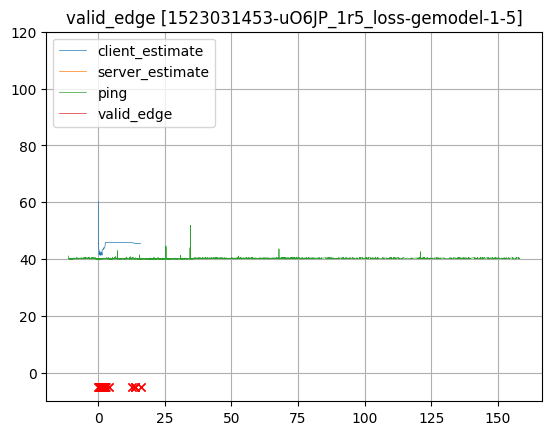 valid_edge [1523031453-uO6JP_1r5_loss-gemodel-1-5]
client_estimate
server_estimate
ping
valid_edge
120
100
80
60
40
20
0
0 25 50 75 100 125 150